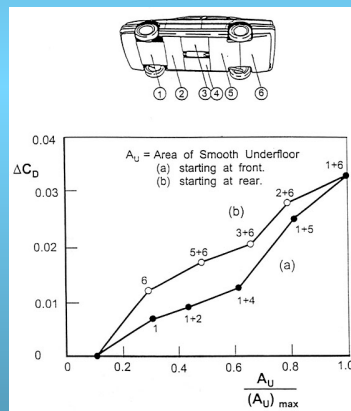 ① ② ③ ④ ⑤ ⑥
0.04
ΔC_D
A_U = Area of Smooth Underfloor
(a) starting at front.
(b) starting at rear.
1+6
0.03
2+6
(b)
1+5
0.02
5+6
3+6
(a)
6
0.01
1+4
1
1+2
0
0 0.2 0.4 0.6 0.8 1.0
A_U
(A_U) max